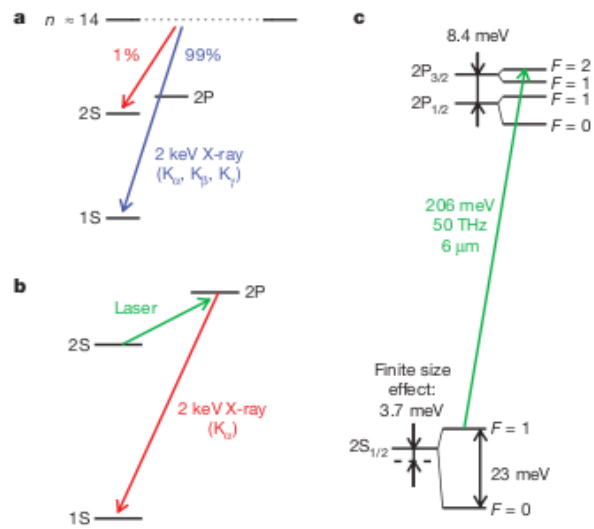 a
n ≈ 14
1%
99%
2S
2P
2 keV X-ray
(Kα, Kβ, Kγ)
1S
b
Laser
2P
2S
2 keV X-ray
(Kα)
1S
c
8.4 meV
2P3/2
F = 2
F = 1
2P1/2
F = 1
F = 0
206 meV
50 THz
6 μm
Finite size
effect:
3.7 meV
2S1/2
F = 1
23 meV
F = 0